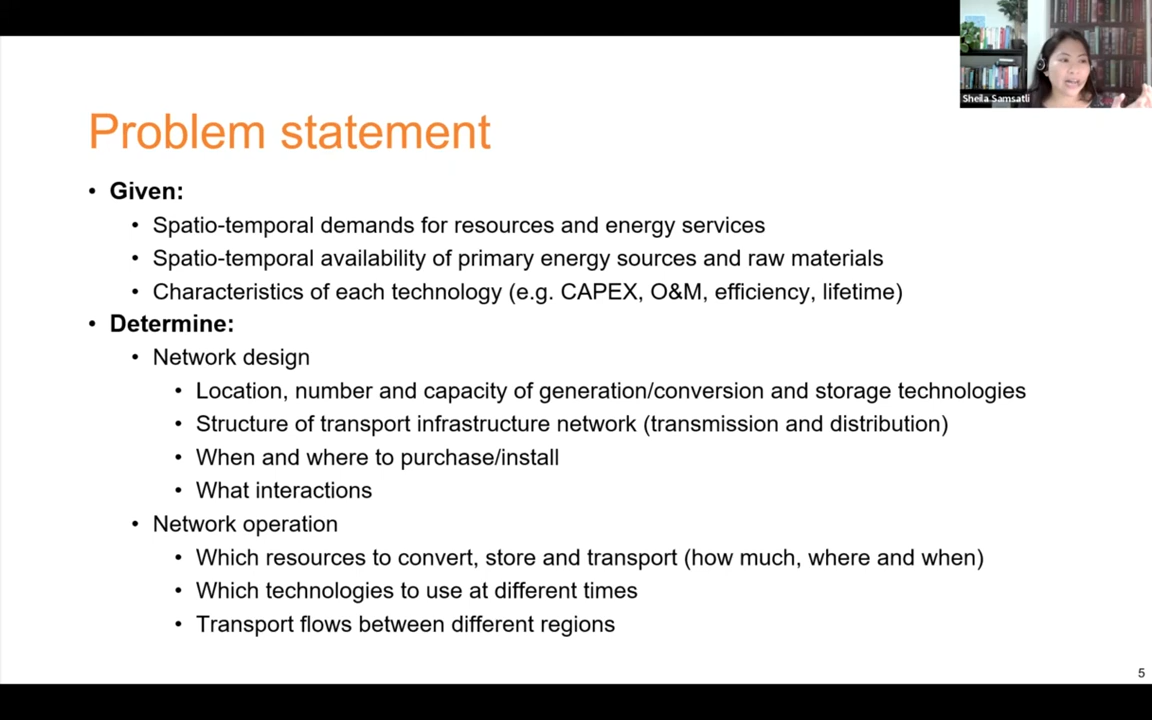 Sheila Samsatli
Problem statement
• Given:
• Spatio-temporal demands for resources and energy services
• Spatio-temporal availability of primary energy sources and raw materials
• Characteristics of each technology (e.g. CAPEX, O&M, efficiency, lifetime)
• Determine:
• Network design
• Location, number and capacity of generation/conversion and storage technologies
• Structure of transport infrastructure network (transmission and distribution)
• When and where to purchase/install
• What interactions
• Network operation
• Which resources to convert, store and transport (how much, where and when)
• Which technologies to use at different times
• Transport flows between different regions
5